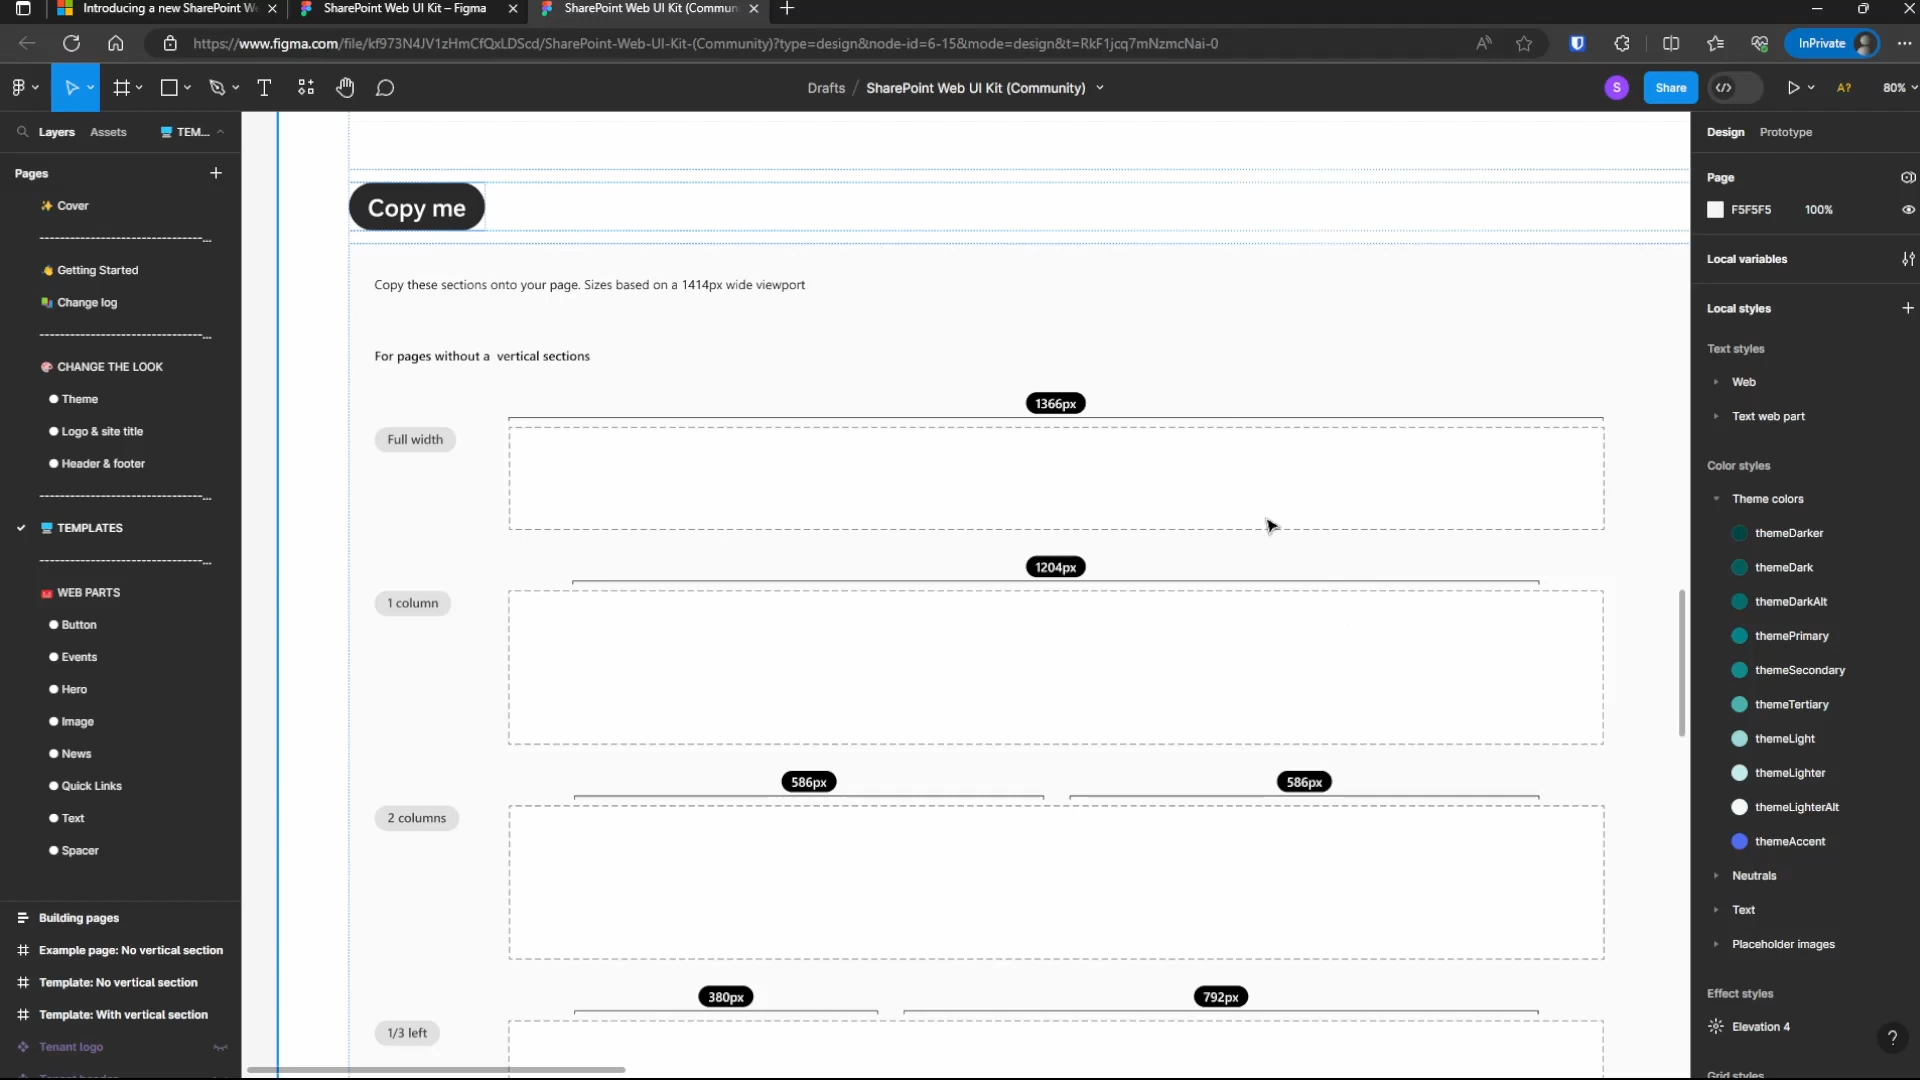 Introducing a new SharePoint We
SharePoint Web UI Kit – Figma
SharePoint Web UI Kit (Commun
https://www.figma.com/file/kf973N4JV1zHmCfQxLDScd/SharePoint-Web-UI-Kit-(Community)?type=design&node-id=6-15&mode=design&t=RkF1jcq7mNzmcNai-0
InPrivate
Drafts / SharePoint Web UI Kit (Community)
S
Share
A?
80%
Layers
Assets
TEM...
Design
Prototype
Pages
✨ Cover
--------------------------------...
👋 Getting Started
Change log
--------------------------------...
🎨 CHANGE THE LOOK
Theme
Logo & site title
Header & footer
--------------------------------...
TEMPLATES
--------------------------------...
WEB PARTS
Button
Events
Hero
Image
News
Quick Links
Text
Spacer
Building pages
Example page: No vertical section
Template: No vertical section
Template: With vertical section
Tenant logo
Copy me
Copy these sections onto your page. Sizes based on a 1414px wide viewport
For pages without a vertical sections
1366px
Full width
1204px
1 column
586px
586px
2 columns
380px
792px
1/3 left
Page
F5F5F5
100%
Local variables
Local styles
Text styles
Web
Text web part
Color styles
Theme colors
themeDarker
themeDark
themeDarkAlt
themePrimary
themeSecondary
themeTertiary
themeLight
themeLighter
themeLighterAlt
themeAccent
Neutrals
Text
Placeholder images
Effect styles
Elevation 4
Grid styles
?